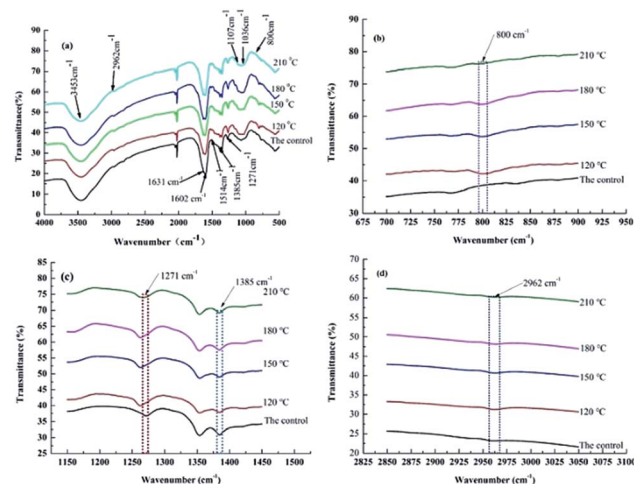 (a)
3453cm⁻¹
2962cm⁻¹
1107cm⁻¹
1036cm⁻¹
800cm⁻¹
210 °C
180 °C
150 °C
120 °C
The control
1631 cm⁻¹
1602 cm⁻¹
1514cm⁻¹
1385cm⁻¹
1271cm⁻¹
Transmittance(%)
80
70
60
50
40
30
20
10
0
4000 3500 3000 2500 2000 1500 1000 500
Wavenumber (cm⁻¹)
(b)
800 cm⁻¹
210 °C
180 °C
150 °C
120 °C
The control
Transmittance (%)
90
80
70
60
50
40
30
700 725 750 775 800 825 850 875 900 925 950
Wavenumber (cm⁻¹)
(c)
1271 cm⁻¹
1385 cm⁻¹
210 °C
180 °C
150 °C
120 °C
The control
Transmittance (%)
85
80
75
70
65
60
55
50
45
40
35
30
25
1150 1200 1250 1300 1350 1400 1450 1500
Wavenumber (cm⁻¹)
(d)
2962 cm⁻¹
210 °C
180 °C
150 °C
120 °C
The control
Transmittance (%)
70
65
60
55
50
45
40
35
30
25
20
2825 2850 2875 2900 2925 2950 2975 3000 3025 3050 3075 3100
Wavenumber (cm⁻¹)